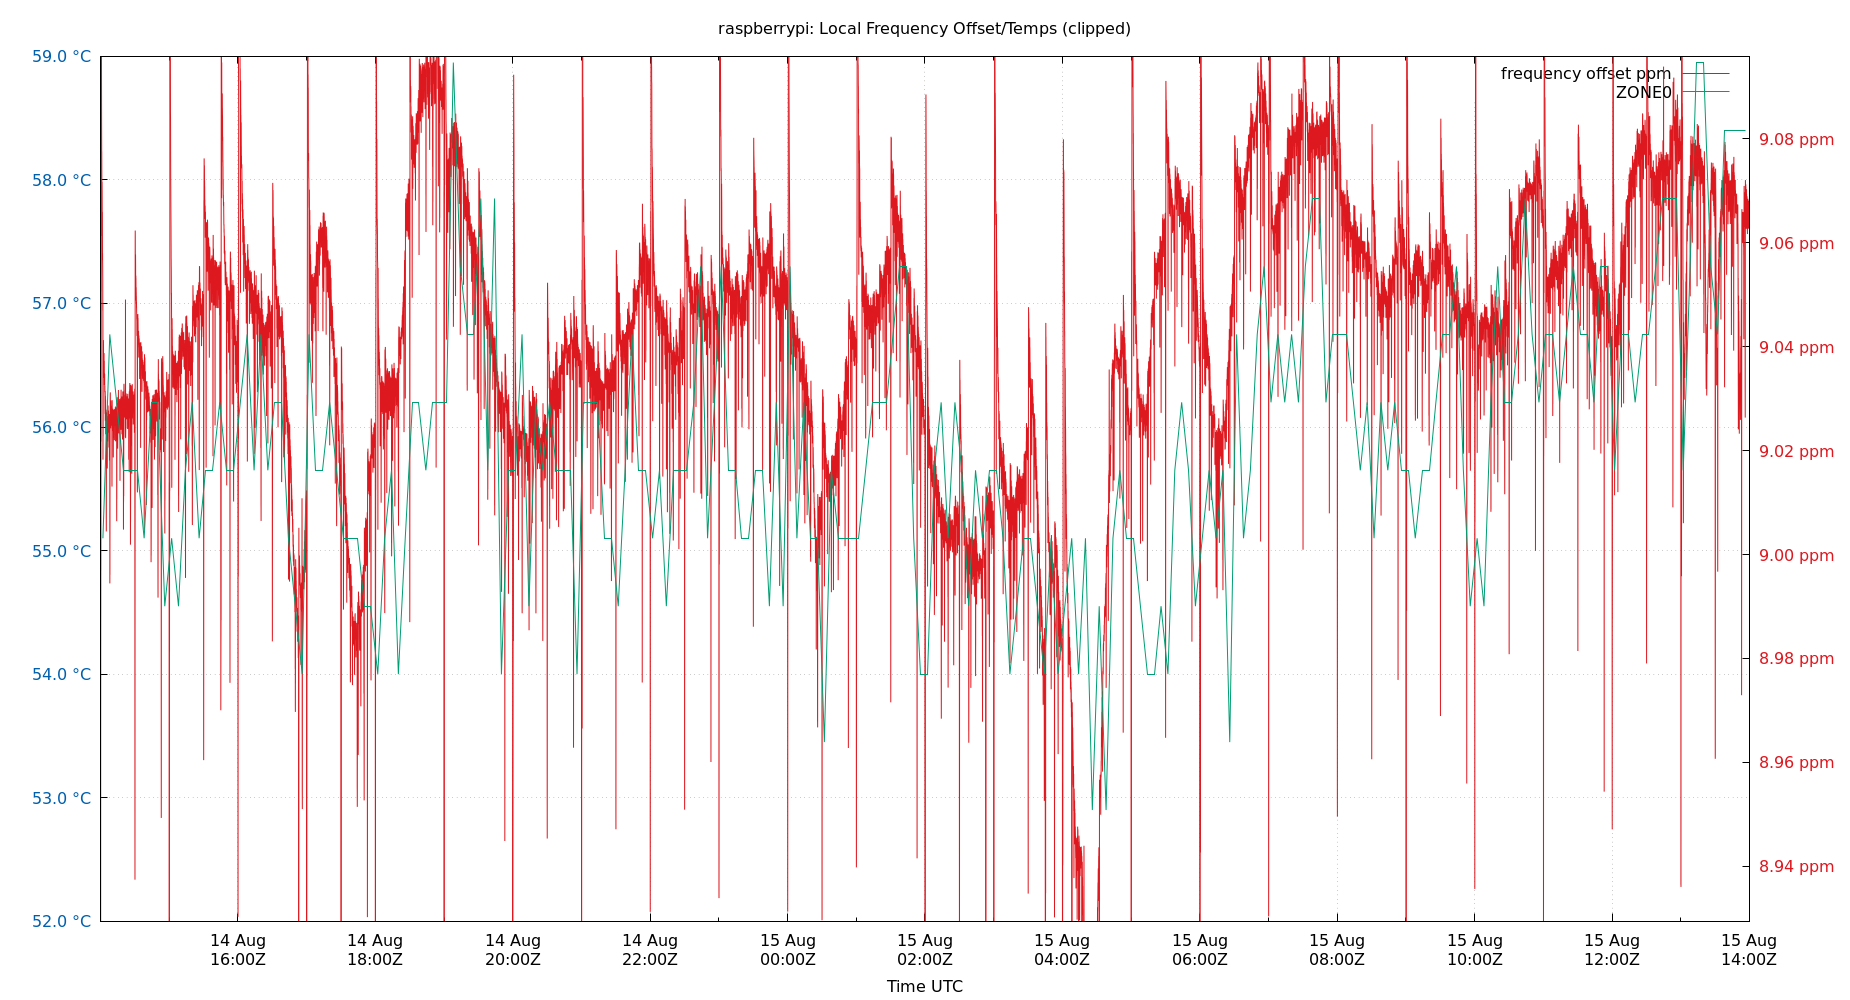 raspberrypi: Local Frequency Offset/Temps (clipped)
59.0 °C
58.0 °C
57.0 °C
56.0 °C
55.0 °C
54.0 °C
53.0 °C
52.0 °C
frequency offset ppm
ZONE0
9.08 ppm
9.06 ppm
9.04 ppm
9.02 ppm
9.00 ppm
8.98 ppm
8.96 ppm
8.94 ppm
14 Aug 14 Aug 14 Aug 14 Aug 15 Aug 15 Aug 15 Aug 15 Aug 15 Aug 15 Aug 15 Aug 15 Aug
16:00Z 18:00Z 20:00Z 22:00Z 00:00Z 02:00Z 04:00Z 06:00Z 08:00Z 10:00Z 12:00Z 14:00Z
Time UTC